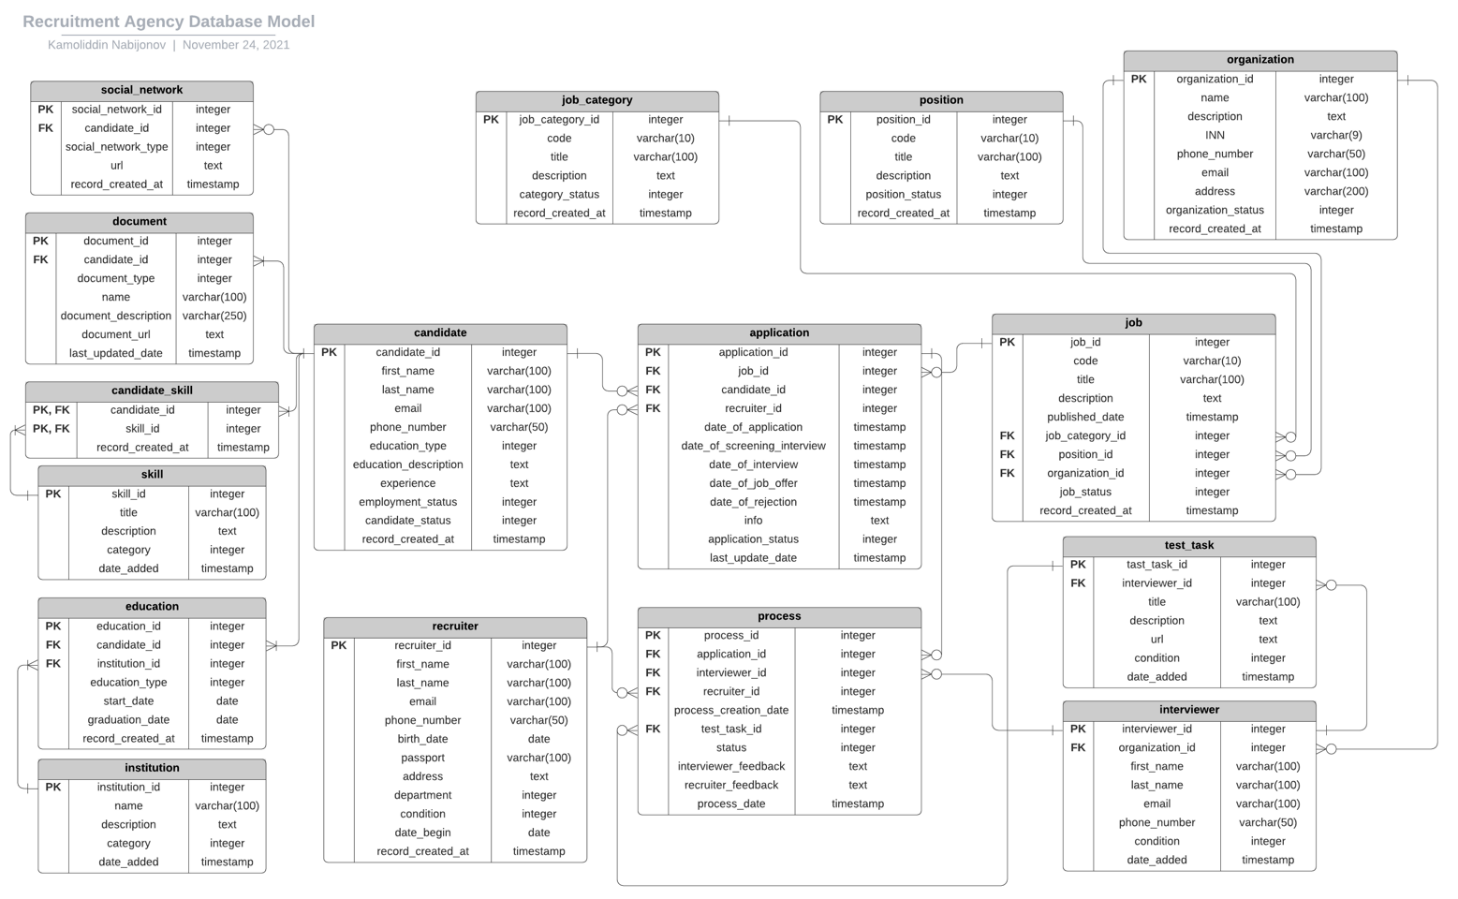 Recruitment Agency Database Model
Kamoliddin Nabijonov | November 24, 2021
social_network
PK social_network_id integer
FK candidate_id integer
social_network_type integer
url text
record_created_at timestamp
document
PK document_id integer
FK candidate_id integer
document_type integer
name varchar(100)
document_description varchar(250)
document_url text
last_updated_date timestamp
candidate_skill
PK, FK candidate_id integer
PK, FK skill_id integer
record_created_at timestamp
skill
PK skill_id integer
title varchar(100)
description text
category integer
date_added timestamp
education
PK education_id integer
FK candidate_id integer
FK institution_id integer
education_type integer
start_date date
graduation_date date
record_created_at timestamp
institution
PK institution_id integer
name varchar(100)
description text
category integer
date_added timestamp
candidate
PK candidate_id integer
first_name varchar(100)
last_name varchar(100)
email varchar(100)
phone_number varchar(50)
education_type integer
education_description text
experience text
employment_status integer
candidate_status integer
record_created_at timestamp
recruiter
PK recruiter_id integer
first_name varchar(100)
last_name varchar(100)
email varchar(100)
phone_number varchar(50)
birth_date date
passport varchar(100)
address text
department integer
condition integer
date_begin date
record_created_at timestamp
job_category
PK job_category_id integer
code varchar(10)
title varchar(100)
description text
category_status integer
record_created_at timestamp
position
PK position_id integer
code varchar(10)
title varchar(100)
description text
position_status integer
record_created_at timestamp
organization
PK organization_id integer
name varchar(100)
description text
INN varchar(9)
phone_number varchar(50)
email varchar(100)
address varchar(200)
organization_status integer
record_created_at timestamp
application
PK application_id integer
FK job_id integer
FK candidate_id integer
FK recruiter_id integer
date_of_application timestamp
date_of_screening_interview timestamp
date_of_interview timestamp
date_of_job_offer timestamp
date_of_rejection timestamp
info text
application_status integer
last_update_date timestamp
process
PK process_id integer
FK application_id integer
FK interviewer_id integer
FK recruiter_id integer
process_creation_date timestamp
FK test_task_id integer
status integer
interviewer_feedback text
recruiter_feedback text
process_date timestamp
job
PK job_id integer
code varchar(10)
title varchar(100)
description text
published_date timestamp
FK job_category_id integer
FK position_id integer
FK organization_id integer
job_status integer
record_created_at timestamp
test_task
PK tast_task_id integer
FK interviewer_id integer
title varchar(100)
description text
url text
condition integer
date_added timestamp
interviewer
PK interviewer_id integer
FK organization_id integer
first_name varchar(100)
last_name varchar(100)
email varchar(100)
phone_number varchar(50)
condition integer
date_added timestamp